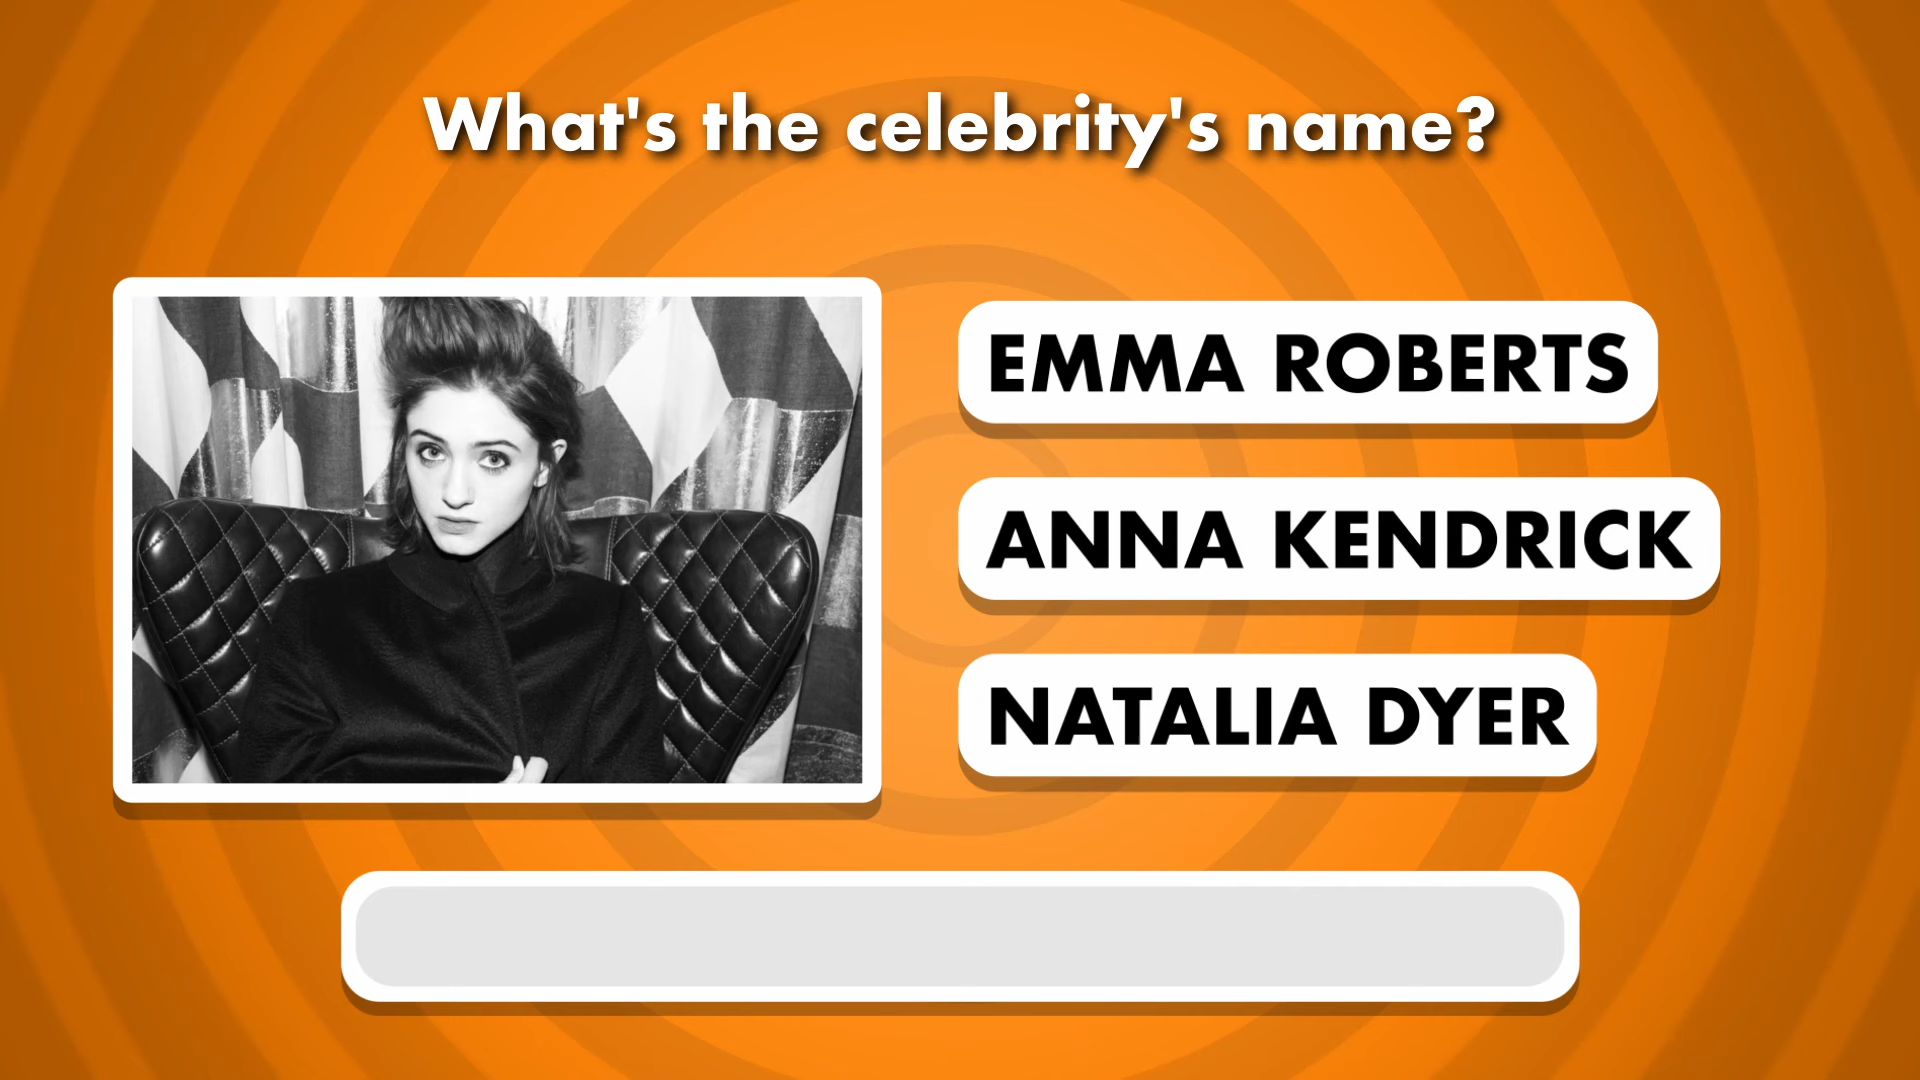 What's the celebrity's name?
EMMA ROBERTS
ANNA KENDRICK
NATALIA DYER